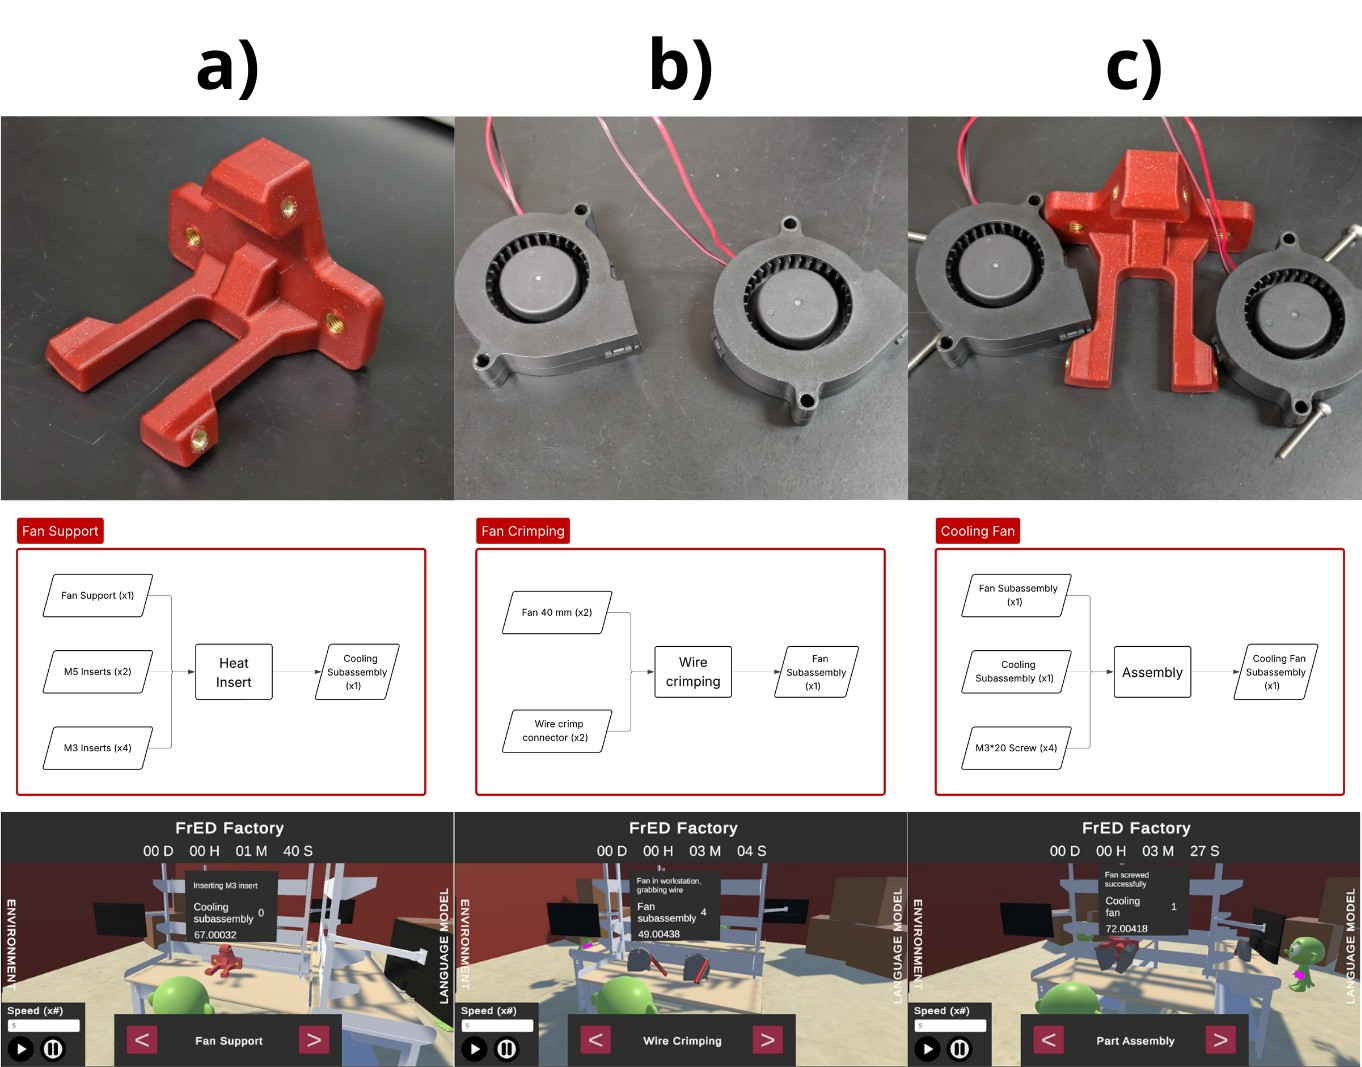 a)
b)
c)
Fan Support
Fan Support (x1)
M5 Inserts (x2)
M3 Inserts (x4)
Heat
Insert
Cooling
Subassembly
(x1)
Fan Crimping
Fan 40 mm (x2)
Wire crimp
connector (x2)
Wire
crimping
Fan
Subassembly
(x1)
Cooling Fan
Fan Subassembly
(x1)
Cooling
Subassembly (x1)
M3*20 Screw (x4)
Assembly
Cooling Fan
Subassembly
(x1)
FrED Factory
00 D 00 H 01 M 40 S
Inserting M3 insert
Cooling
subassembly 0
67.00032
ENVIRONMENT
LANGUAGE MODEL
Speed (x#)
5
< Fan Support >
FrED Factory
00 D 00 H 03 M 04 S
Fan in workstation,
grabbing wire
Fan
subassembly 4
49.00438
ENVIRONMENT
LANGUAGE MODEL
Speed (x#)
5
< Wire Crimping >
FrED Factory
00 D 00 H 03 M 27 S
Fan screwed
successfully
Cooling
fan 1
72.00418
ENVIRONMENT
LANGUAGE MODEL
Speed (x#)
5
< Part Assembly >